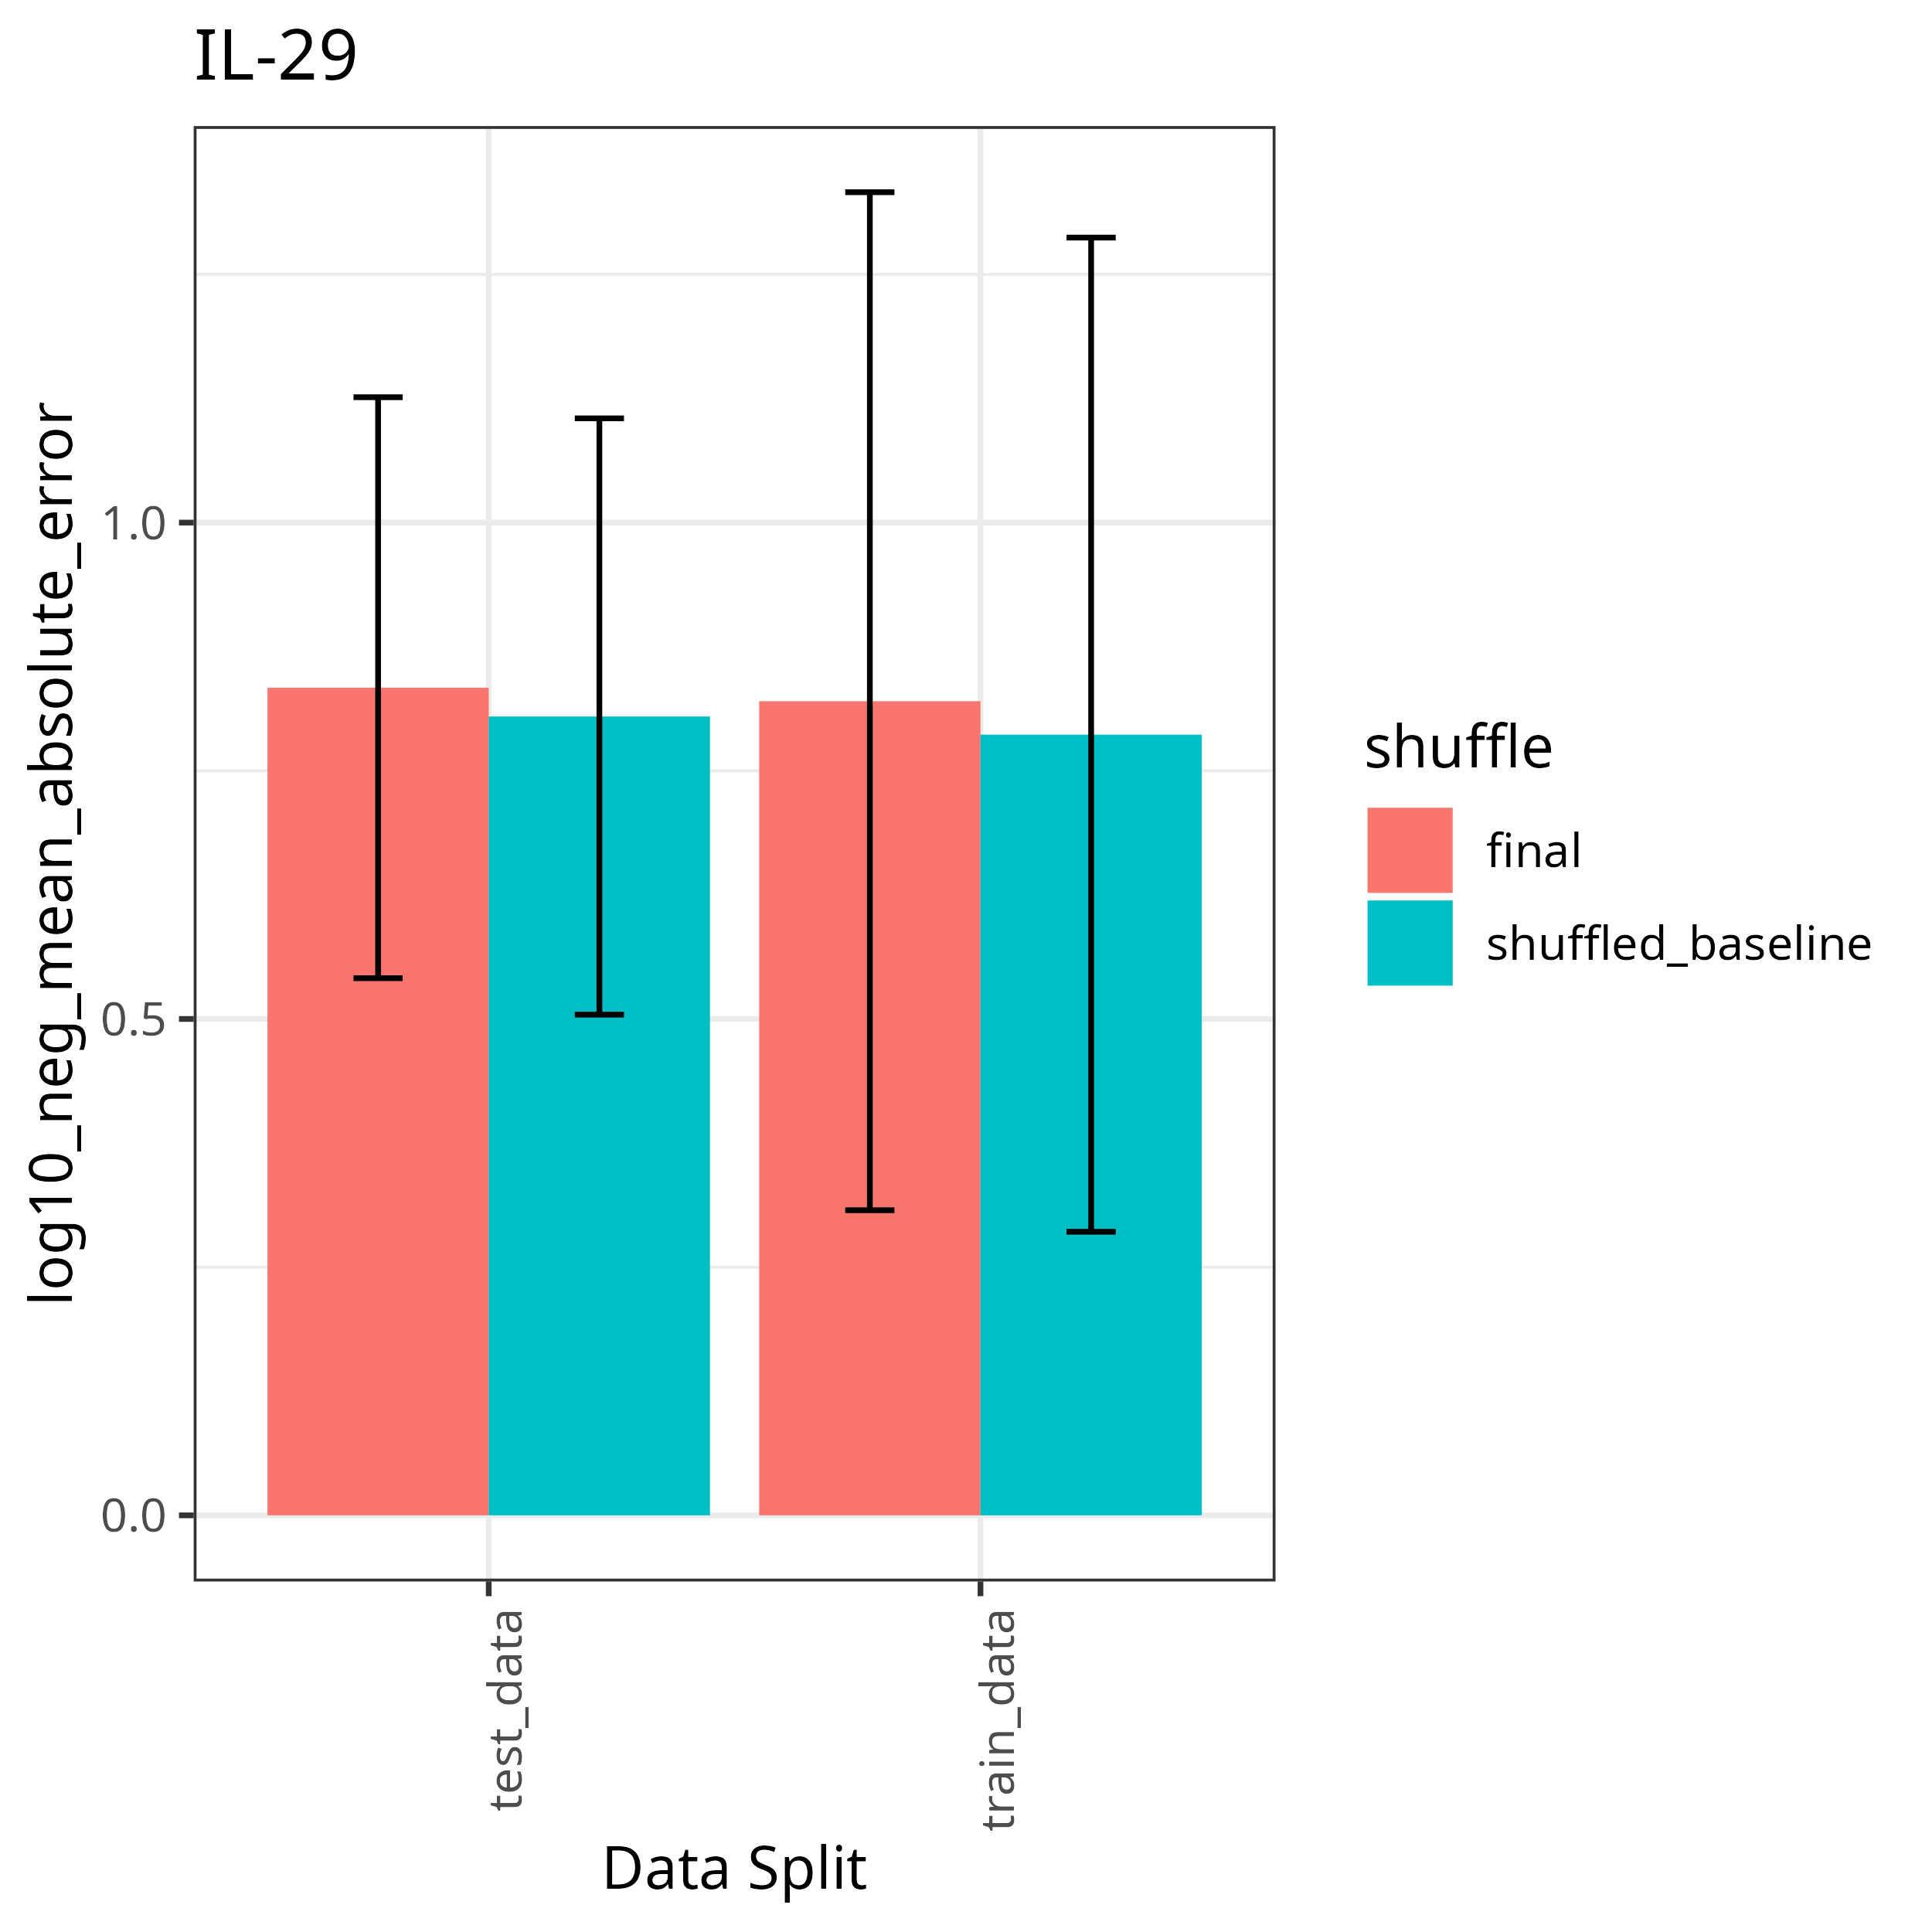 IL-29
log10_neg_mean_absolute_error
1.0
0.5
0.0
test_data
train_data
Data Split
shuffle
final
shuffled_baseline